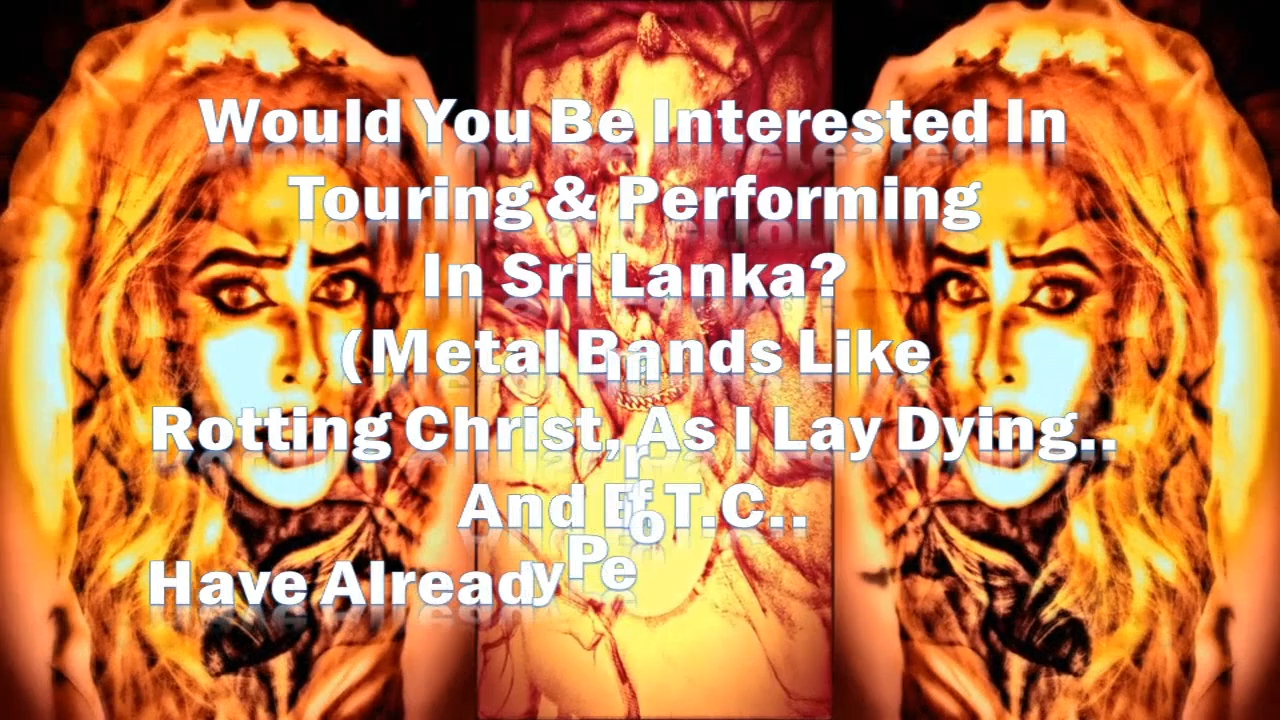 Would You Be Interested In
Touring & Performing
In Sri Lanka?
(Metal Bands Like
Rotting Christ, As I Lay Dying..
And E.T.C..
Have Already Perform